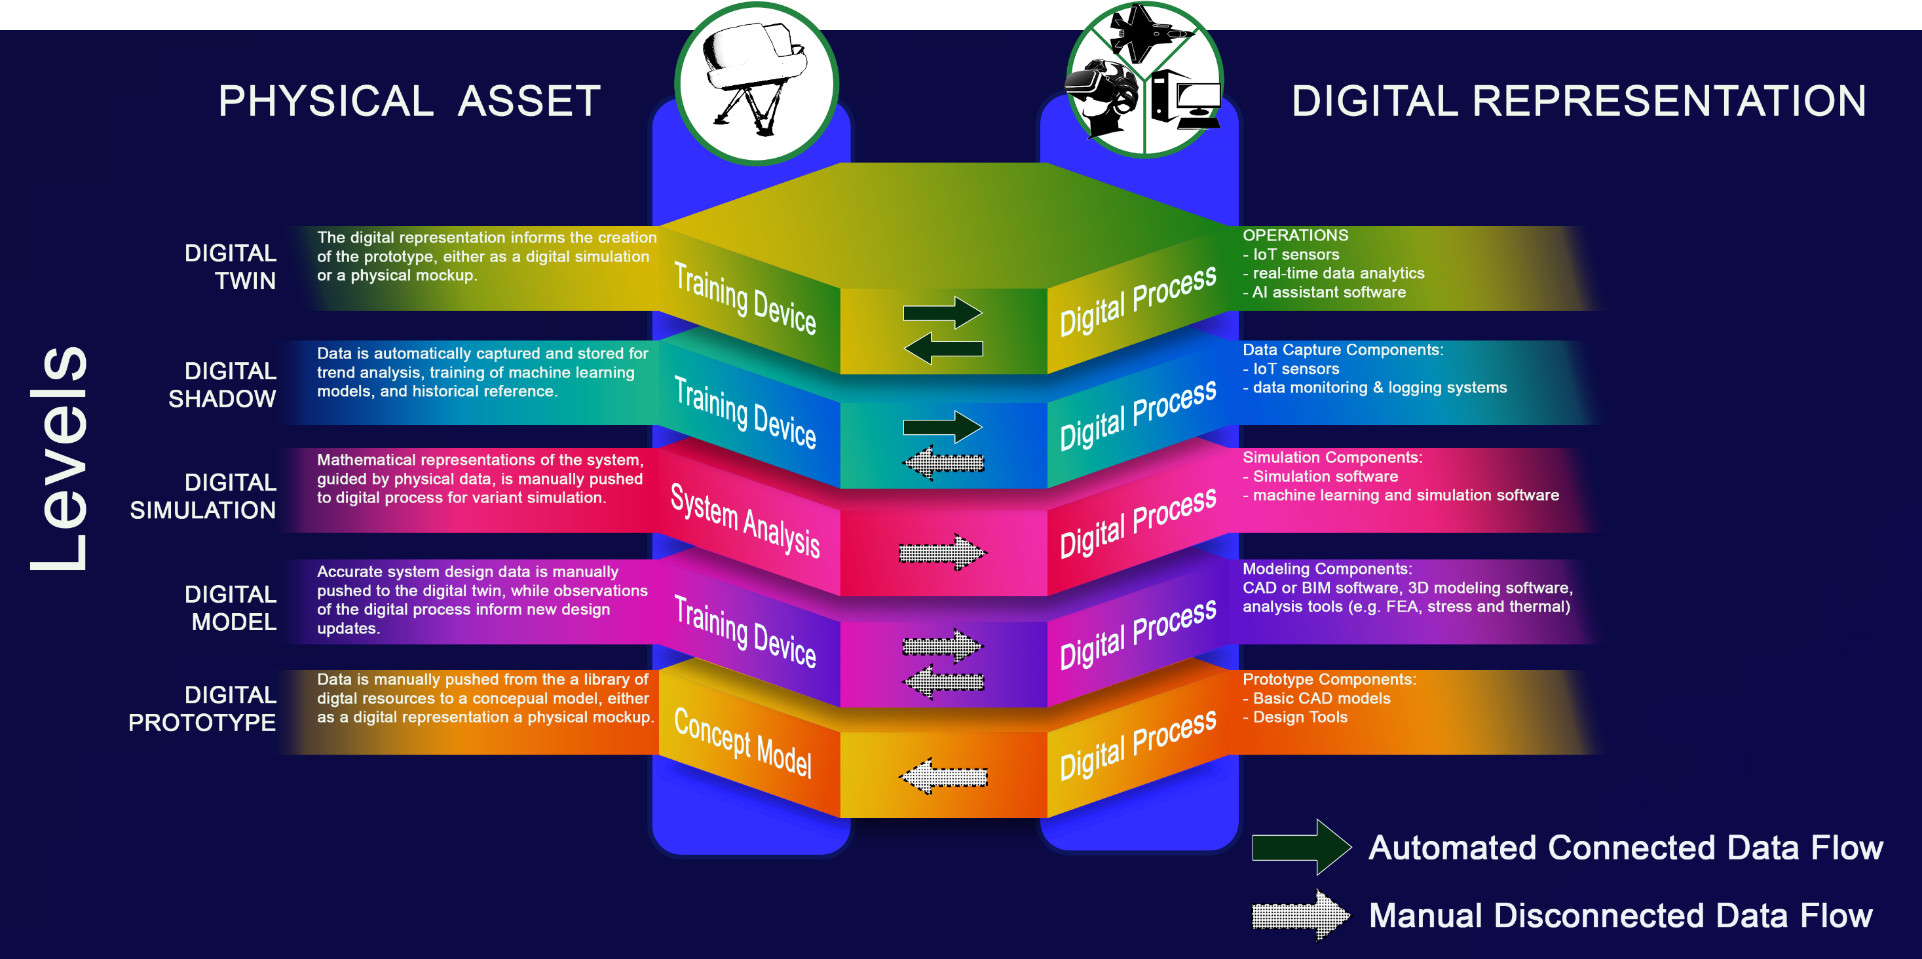 PHYSICAL ASSET
DIGITAL REPRESENTATION
Levels
DIGITAL
TWIN
The digital representation informs the creation
of the prototype, either as a digital simulation
or a physical mockup.
Training Device
Digital Process
OPERATIONS
- IoT sensors
- real-time data analytics
- AI assistant software
DIGITAL
SHADOW
Data is automatically captured and stored for
trend analysis, training of machine learning
models, and historical reference.
Training Device
Digital Process
Data Capture Components:
- IoT sensors
- data monitoring & logging systems
DIGITAL
SIMULATION
Mathematical representations of the system,
guided by physical data, is manually pushed
to digital process for variant simulation.
System Analysis
Digital Process
Simulation Components:
- Simulation software
- machine learning and simulation software
DIGITAL
MODEL
Accurate system design data is manually
pushed to the digital twin, while observations
of the digital process inform new design
updates.
Training Device
Digital Process
Modeling Components:
CAD or BIM software, 3D modeling software,
analysis tools (e.g. FEA, stress and thermal)
DIGITAL
PROTOTYPE
Data is manually pushed from the a library of
digtal resources to a concepual model, either
as a digital representation a physical mockup.
Concept Model
Digital Process
Prototype Components:
- Basic CAD models
- Design Tools
Automated Connected Data Flow
Manual Disconnected Data Flow